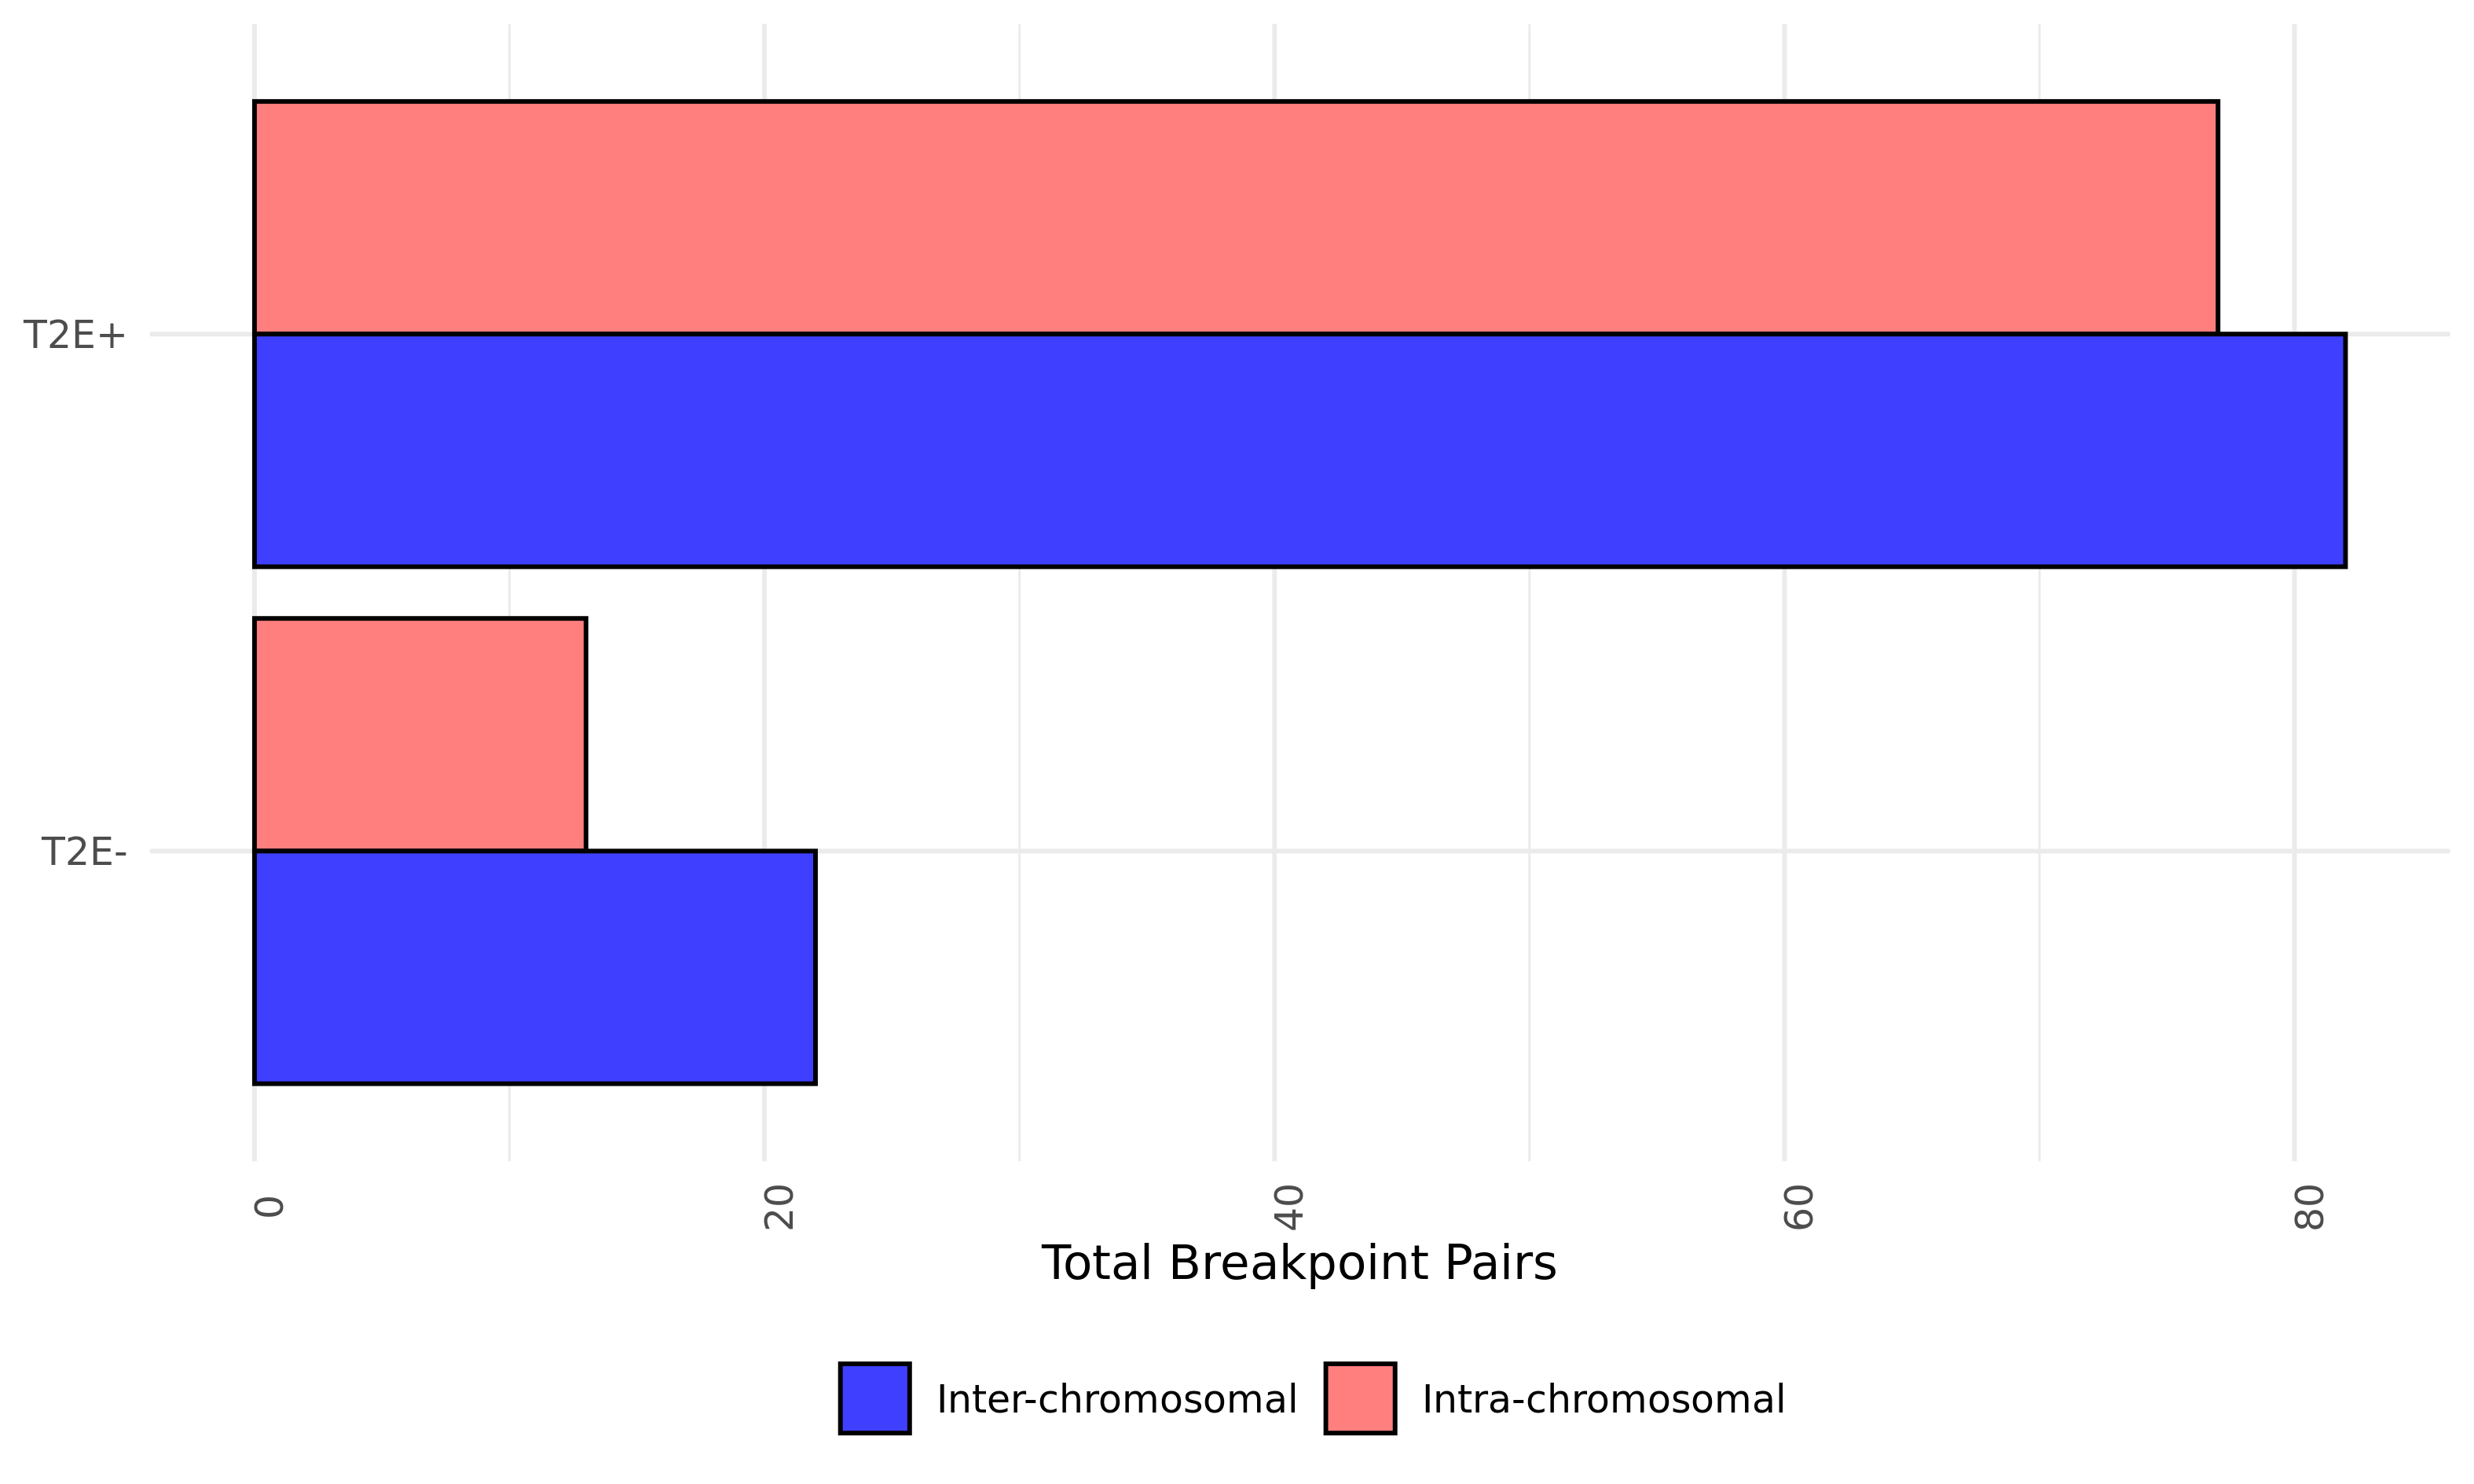 T2E+
T2E-
0 20 40 60 80
Total Breakpoint Pairs
Inter-chromosomal Intra-chromosomal